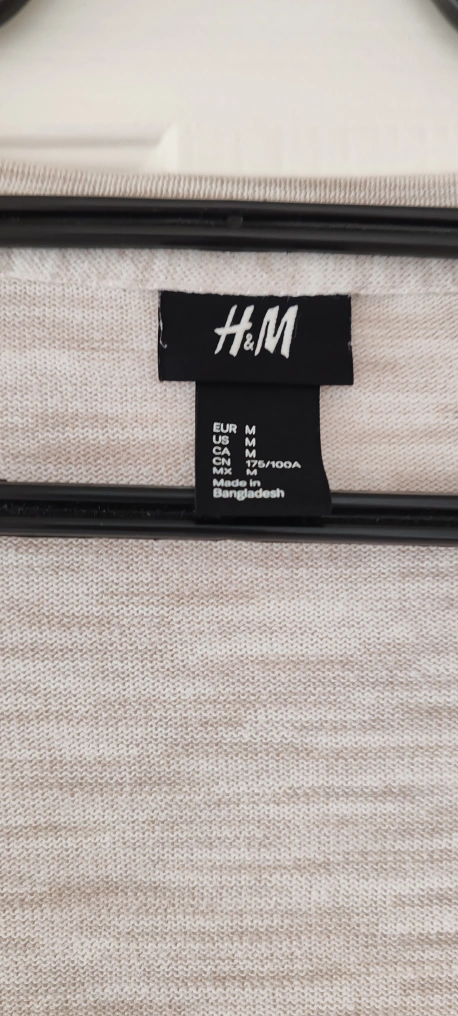 H&M
EUR M
US M
CA M
CN 175/100A
MX M
Made in
Bangladesh